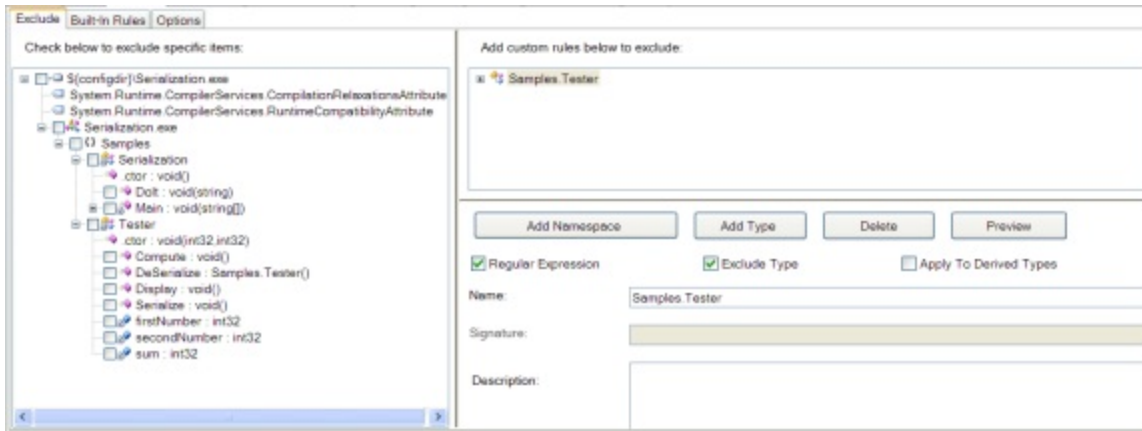 Exclude Built-In Rules Options
Check below to exclude specific items:
$(configdir)\Serialization.exe
System.Runtime.CompilerServices.CompilationRelaxationsAttribute
System.Runtime.CompilerServices.RuntimeCompatibilityAttribute
Serialization.exe
{} Samples
Serialization
.ctor : void()
DoIt : void(string)
Main : void(string[])
Tester
.ctor : void(int32,int32)
Compute : void()
DeSerialize : Samples.Tester()
Display : void()
Serialize : void()
firstNumber : int32
secondNumber : int32
sum : int32
Add custom rules below to exclude:
Samples.Tester
Add Namespace Add Type Delete Preview
Regular Expression Exclude Type Apply To Derived Types
Name: Samples.Tester
Signature:
Description: